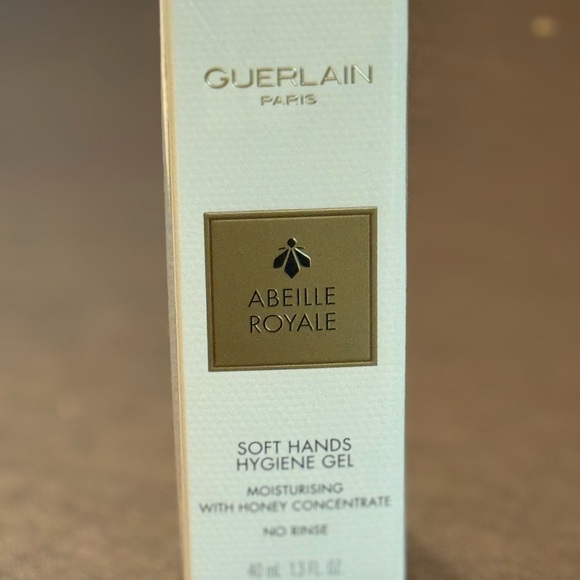 GUERLAIN
PARIS
ABEILLE
ROYALE
SOFT HANDS
HYGIENE GEL
MOISTURISING
WITH HONEY CONCENTRATE
NO RINSE
40 mL 1.3 FL. OZ.